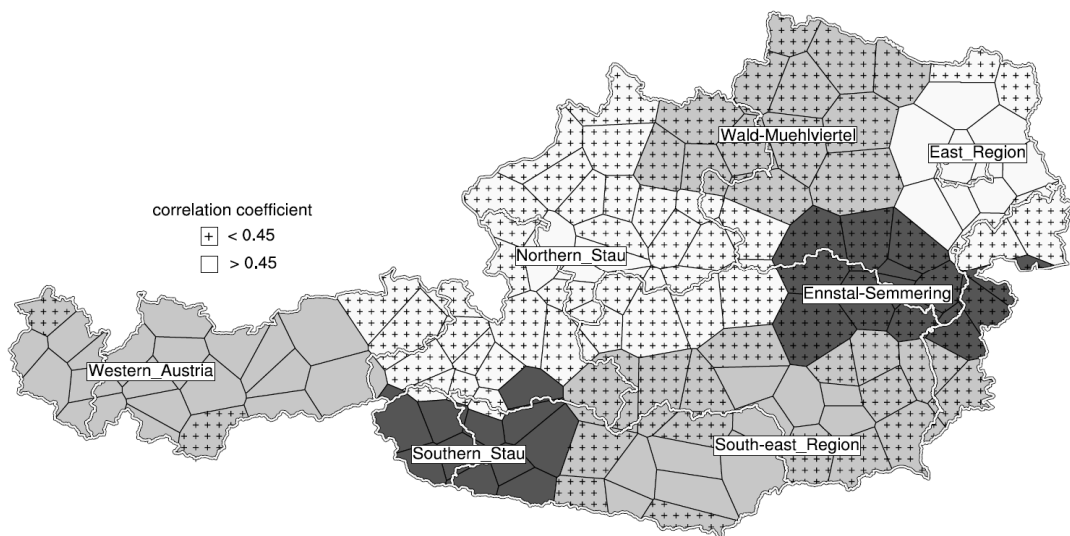 Wald-Muehlviertel
East_Region
correlation coefficient
+ < 0.45
> 0.45
Northern_Stau
Ennstal-Semmering
Western_Austria
South-east_Region
Southern_Stau